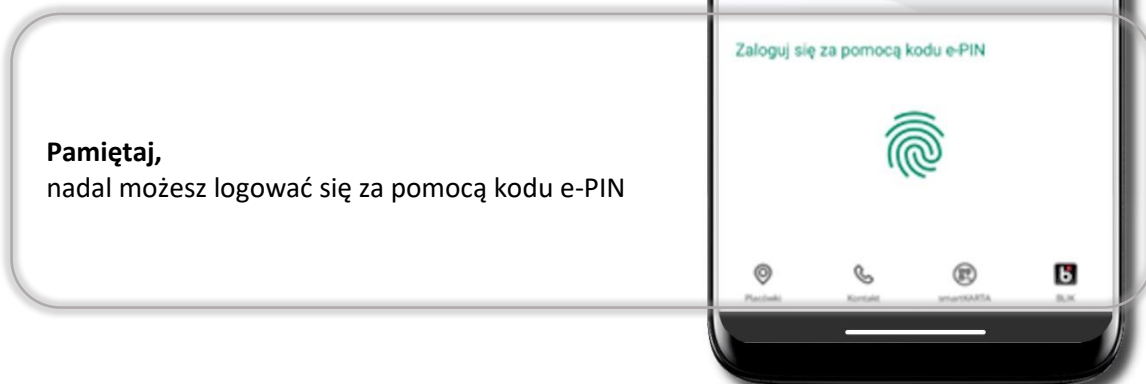 Zaloguj się za pomocą kodu e-PIN
Pamiętaj,
nadal możesz logować się za pomocą kodu e-PIN
Placówki
Kontakt
smartKARTA
BLIK